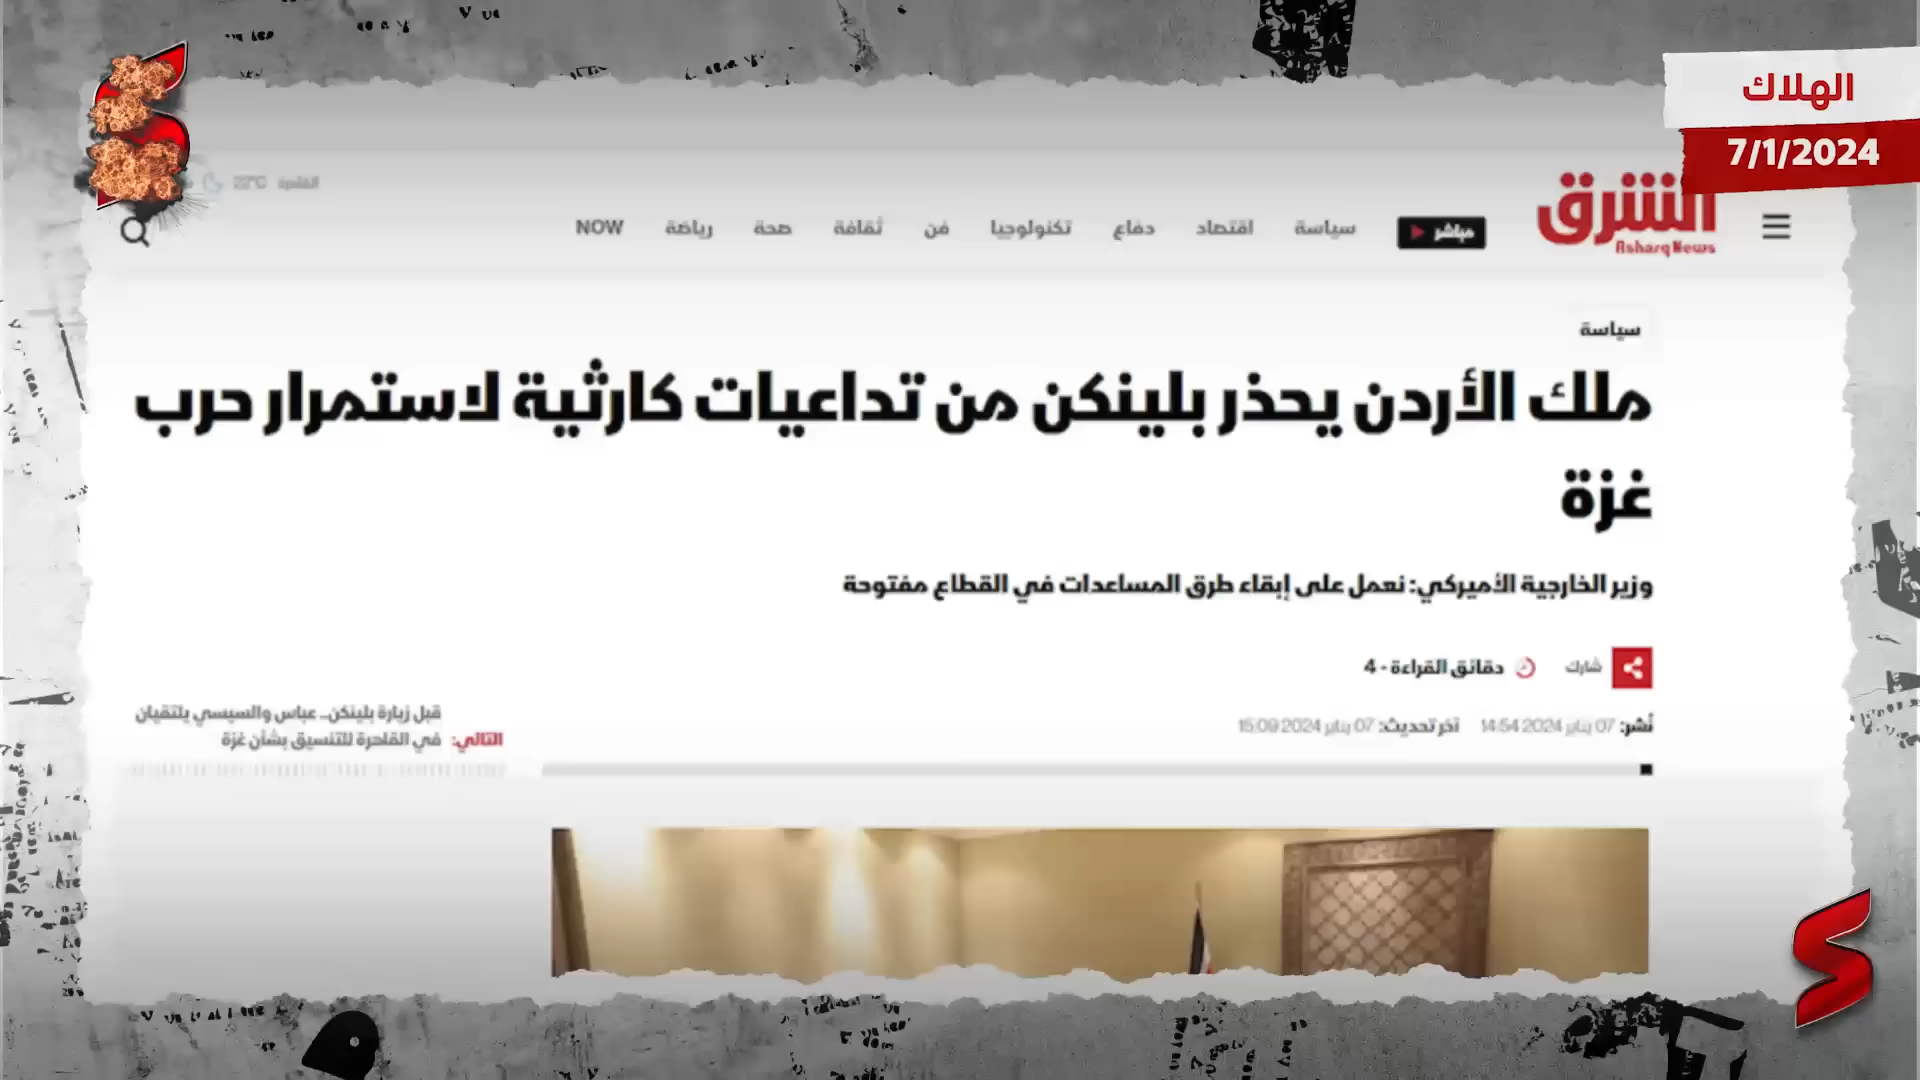 الهلاك
7/1/2024
القاهرة 22°C
الشرق
Asharq News
مباشر سياسة اقتصاد دفاع تكنولوجيا فن ثقافة صحة رياضة NOW
سياسة
ملك الأردن يحذر بلينكن من تداعيات كارثية لاستمرار حرب
غزة
وزير الخارجية الأميركي: نعمل على إبقاء طرق المساعدات في القطاع مفتوحة
شارك دقائق القراءة - 4
نُشر: 07 يناير 2024 14:54 آخر تحديث: 07 يناير 2024 15:09
التالي: قبل زيارة بلينكن.. عباس والسيسي يلتقيان
في القاهرة للتنسيق بشأن غزة